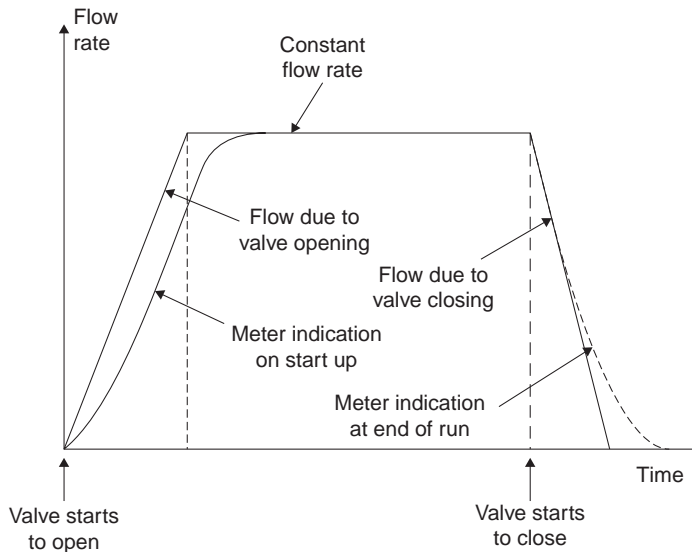 Flow
rate
Constant
flow rate
Flow due to
valve opening
Flow due to
valve closing
Meter indication
on start up
Meter indication
at end of run
Time
Valve starts
to open
Valve starts
to close